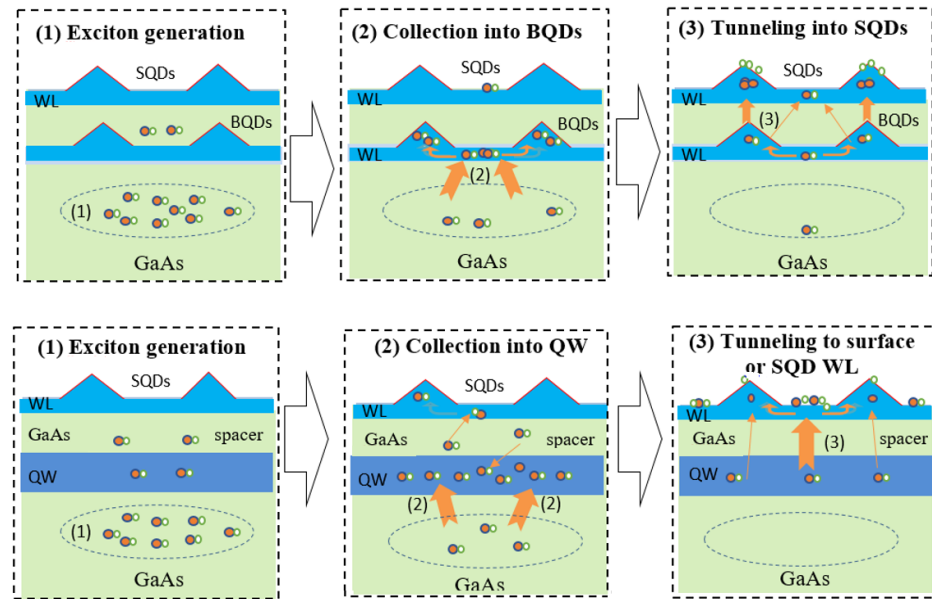 (1) Exciton generation
SQDs
WL
BQDs
(1)
GaAs
(2) Collection into BQDs
SQDs
WL
BQDs
WL
(2)
GaAs
(3) Tunneling into SQDs
SQDs
WL
(3)
BQDs
WL
GaAs
(1) Exciton generation
SQDs
WL
GaAs
spacer
QW
(1)
GaAs
(2) Collection into QW
SQDs
WL
GaAs
spacer
QW
(2)
(2)
GaAs
(3) Tunneling to surface
or SQD WL
WL
GaAs
(3)
spacer
QW
GaAs